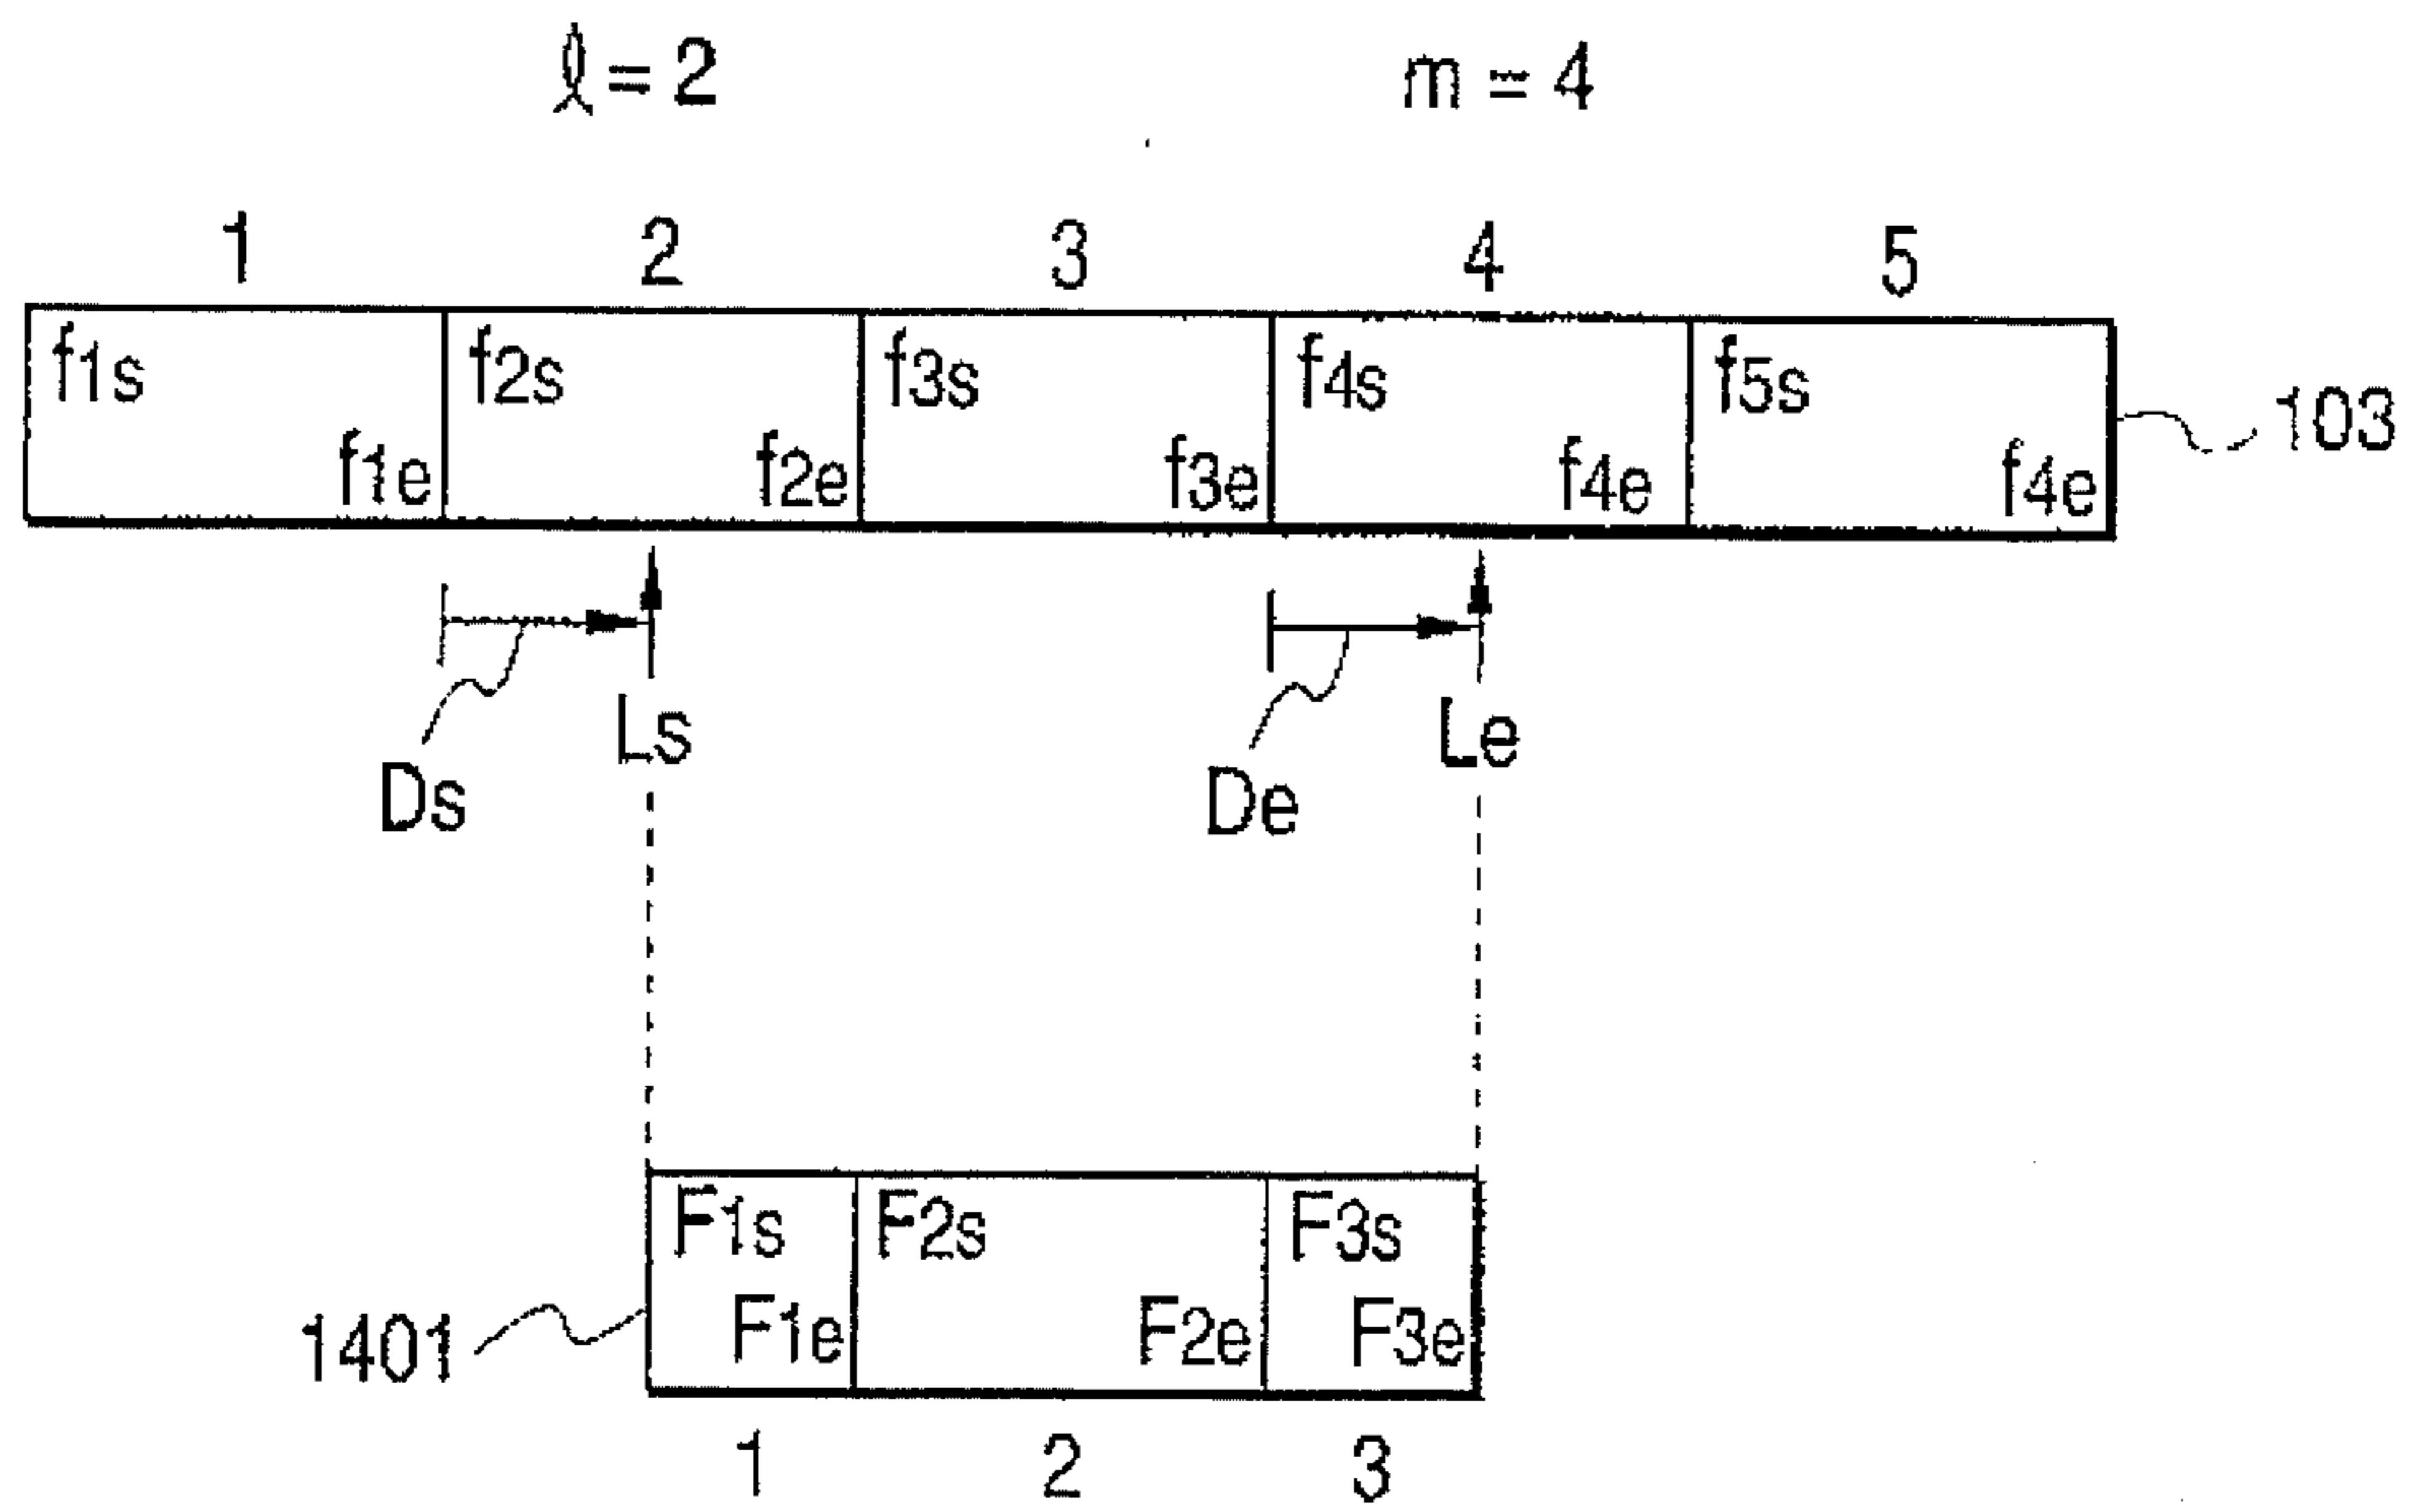 ℓ = 2 m = 4
1 2 3 4 5
f1s f2s f3s f4s f5s
f1e f2e f3e f4e f4e
103
Ls Le
Ds De
F1s F2s F3s
F1e F2e F3e
1401
1 2 3